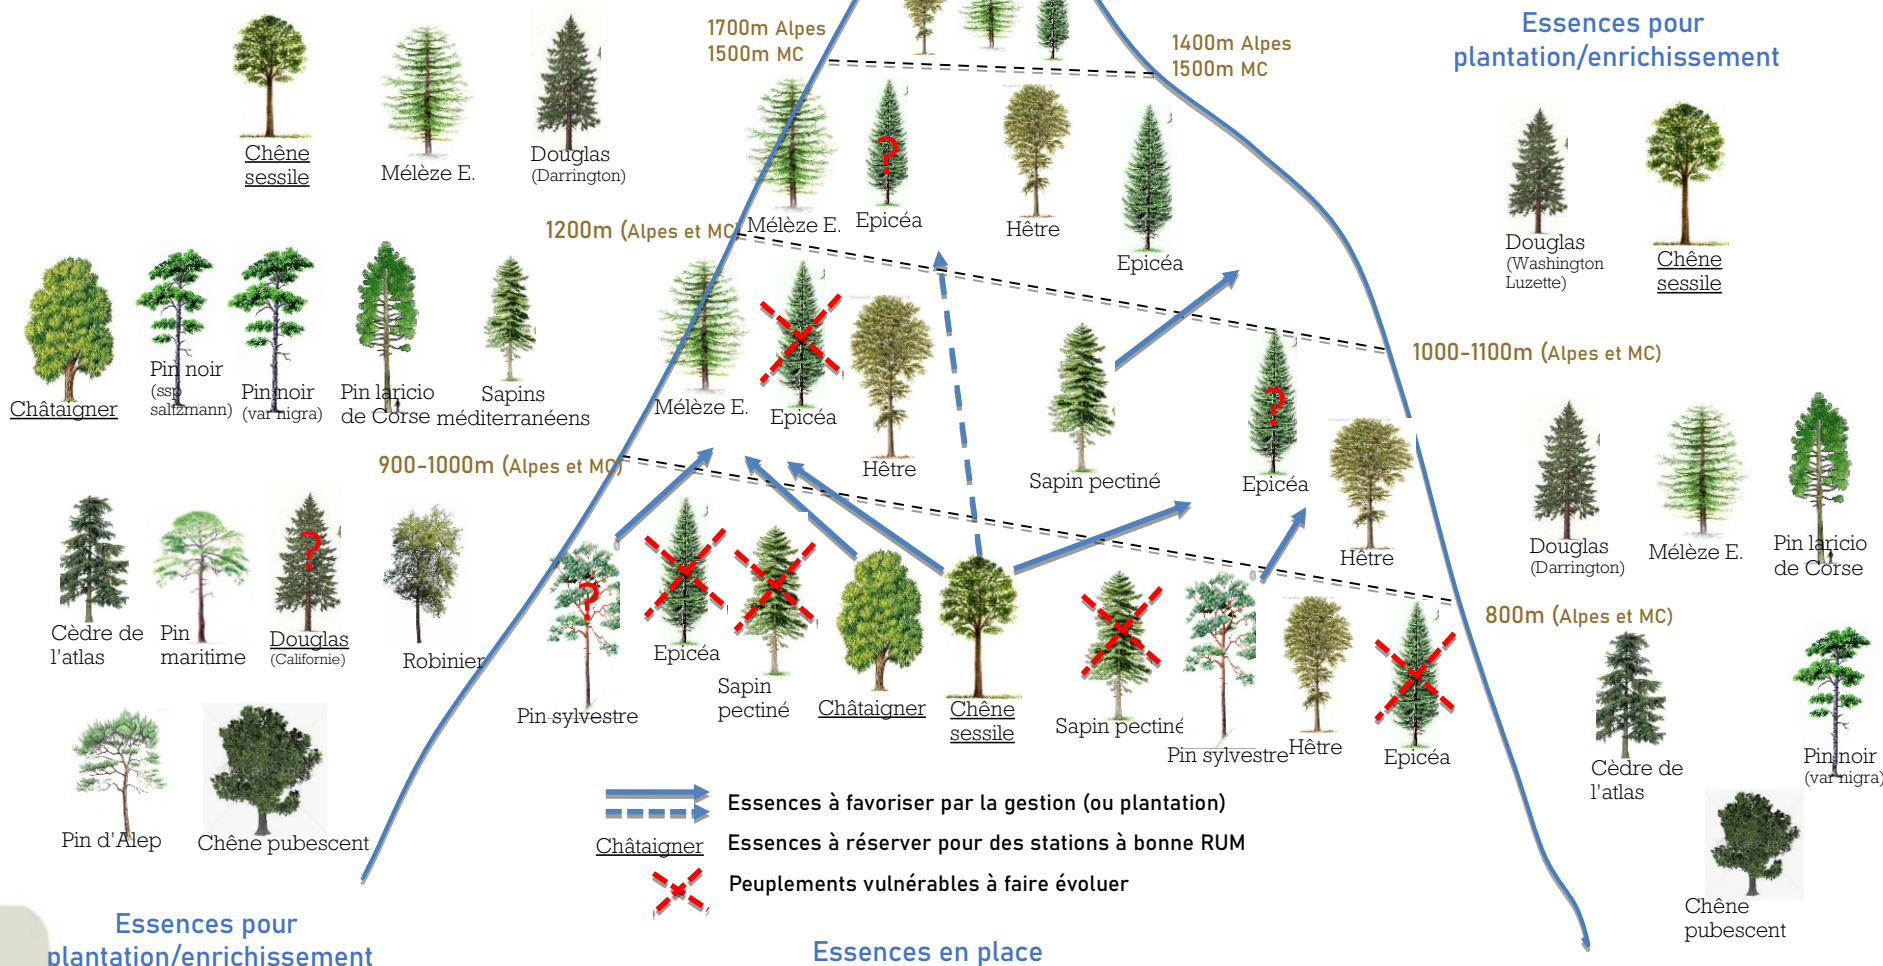 1700m Alpes
1500m MC
1400m Alpes
1500m MC
Essences pour
plantation/enrichissement
Chêne
sessile
Mélèze E.
Douglas
(Darrington)
Mélèze E.
Epicéa
?
Hêtre
Epicéa
Douglas
(Washington
Luzette)
Chêne
sessile
1200m (Alpes et MC)
Châtaigner
Pin noir
(ssp
saltzmann)
Pin noir
(var nigra)
Pin laricio
de Corse
Sapins
méditerranéens
Mélèze E.
Epicéa
Hêtre
Sapin pectiné
?
Epicéa
Hêtre
1000-1100m (Alpes et MC)
Douglas
(Darrington)
Mélèze E.
Pin laricio
de Corse
900-1000m (Alpes et MC)
Cèdre de
l'atlas
Pin
maritime
?
Douglas
(Californie)
Robinier
?
Pin sylvestre
Epicéa
Sapin
pectiné
Châtaigner
Chêne
sessile
Sapin pectiné
Pin sylvestre
Hêtre
Epicéa
800m (Alpes et MC)
Cèdre de
l'atlas
Pin noir
(var nigra)
Pin d'Alep
Chêne pubescent
Chêne
pubescent
Essences à favoriser par la gestion (ou plantation)
Châtaigner
Essences à réserver pour des stations à bonne RUM
Peuplements vulnérables à faire évoluer
Essences pour
plantation/enrichissement
Essences en place